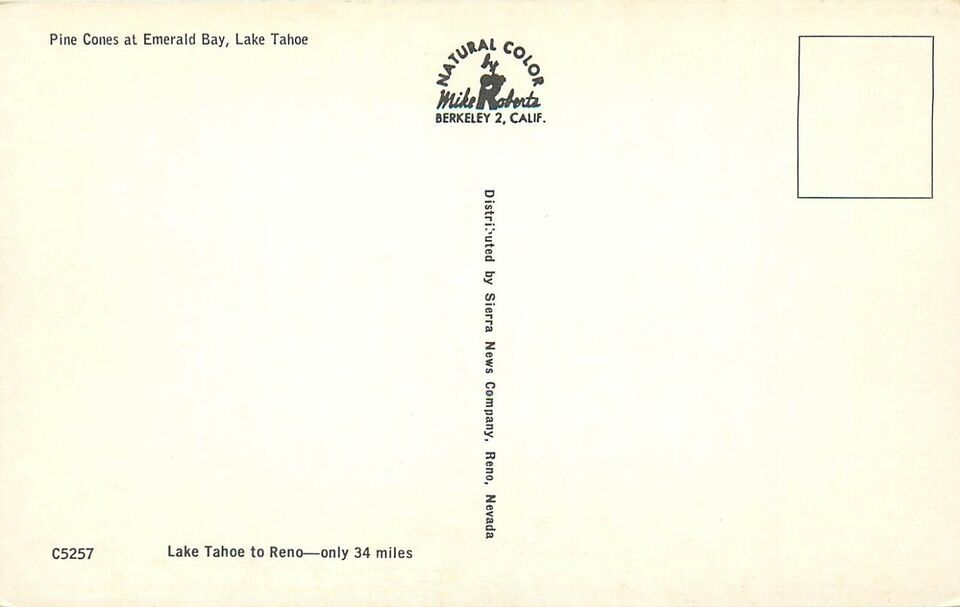 Pine Cones at Emerald Bay, Lake Tahoe
NATURAL COLOR
by
Mike Roberts
BERKELEY 2, CALIF.
Distributed by Sierra News Company, Reno, Nevada
C5257
Lake Tahoe to Reno—only 34 miles